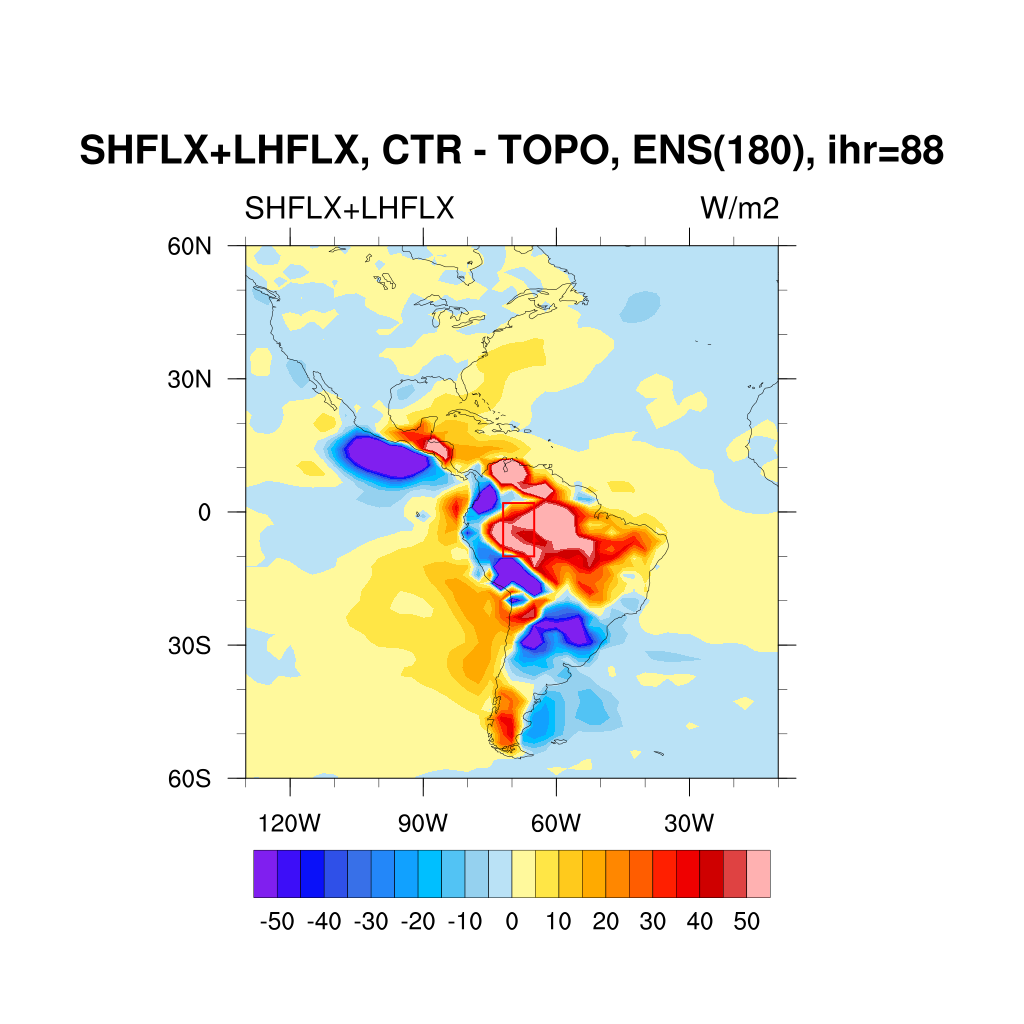 SHFLX+LHFLX, CTR - TOPO, ENS(180), ihr=88
SHFLX+LHFLX W/m2
60N
30N
0
30S
60S
120W 90W 60W 30W
-50 -40 -30 -20 -10 0 10 20 30 40 50